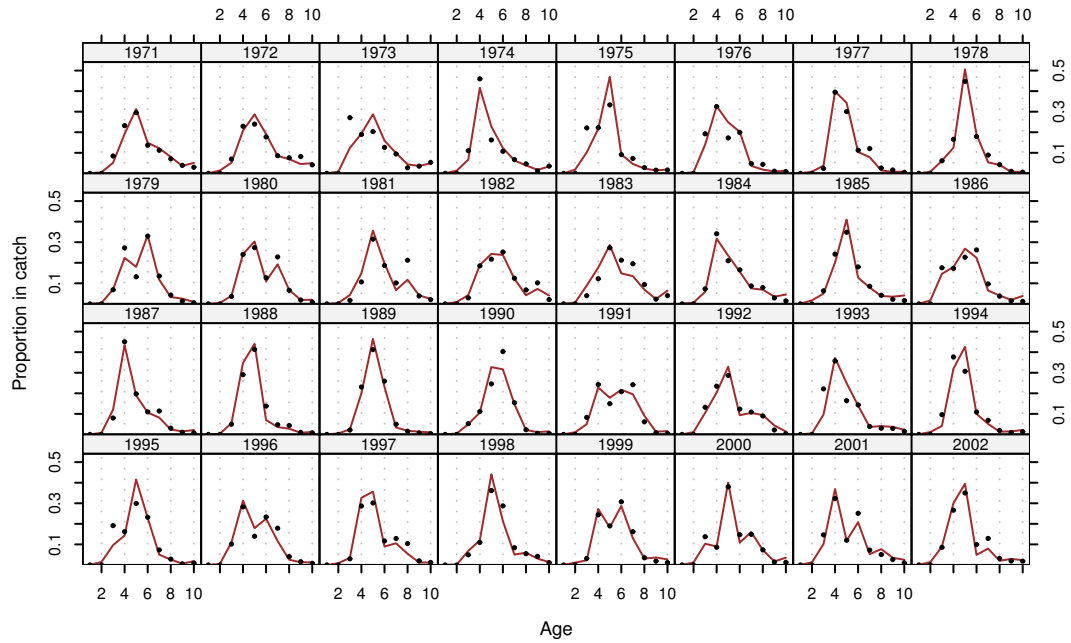 2 4 6 8 10 2 4 6 8 10 2 4 6 8 10 2 4 6 8 10
1971 1972 1973 1974 1975 1976 1977 1978
0.1 0.3 0.5
1979 1980 1981 1982 1983 1984 1985 1986
0.1 0.3 0.5
1987 1988 1989 1990 1991 1992 1993 1994
0.1 0.3 0.5
1995 1996 1997 1998 1999 2000 2001 2002
0.1 0.3 0.5
2 4 6 8 10 2 4 6 8 10 2 4 6 8 10 2 4 6 8 10
Proportion in catch
Age